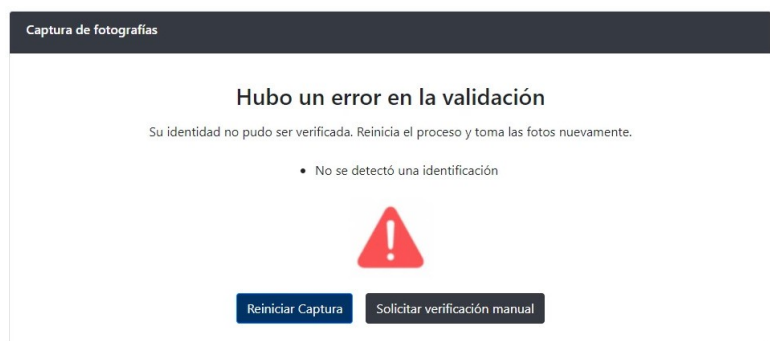 Captura de fotografías
Hubo un error en la validación
Su identidad no pudo ser verificada. Reinicia el proceso y toma las fotos nuevamente.
• No se detectó una identificación
Reiniciar Captura
Solicitar verificación manual